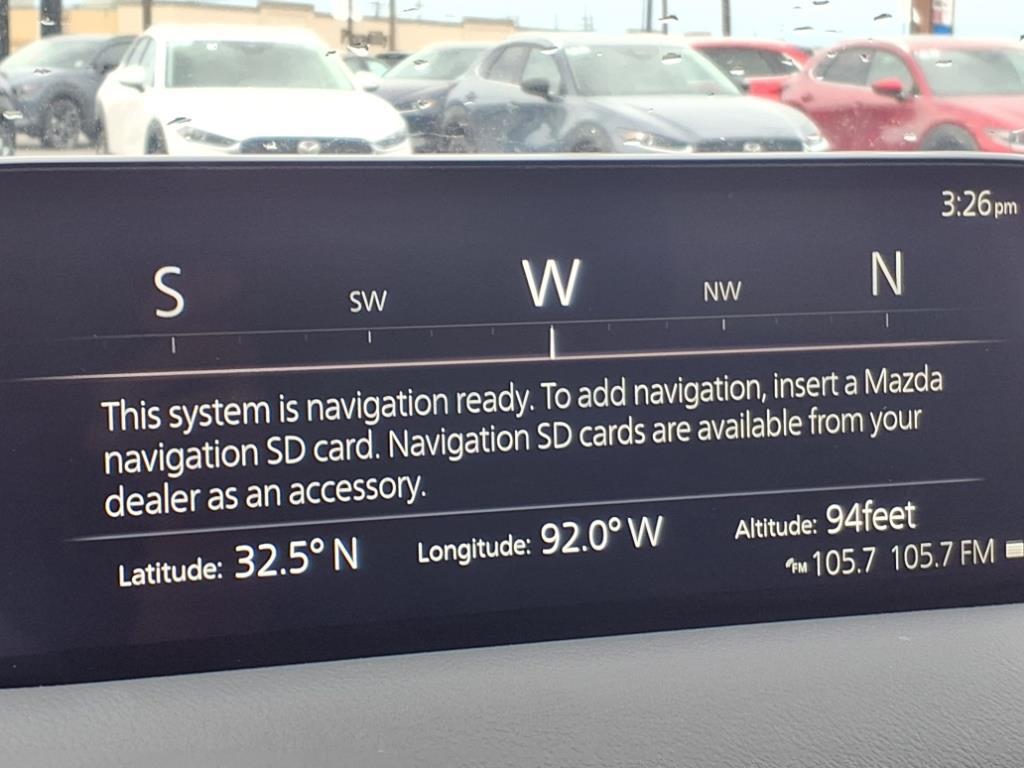 3:26 pm
S SW W NW N
This system is navigation ready. To add navigation, insert a Mazda
navigation SD card. Navigation SD cards are available from your
dealer as an accessory.
Latitude: 32.5° N Longitude: 92.0° W Altitude: 94feet
FM 105.7 105.7 FM